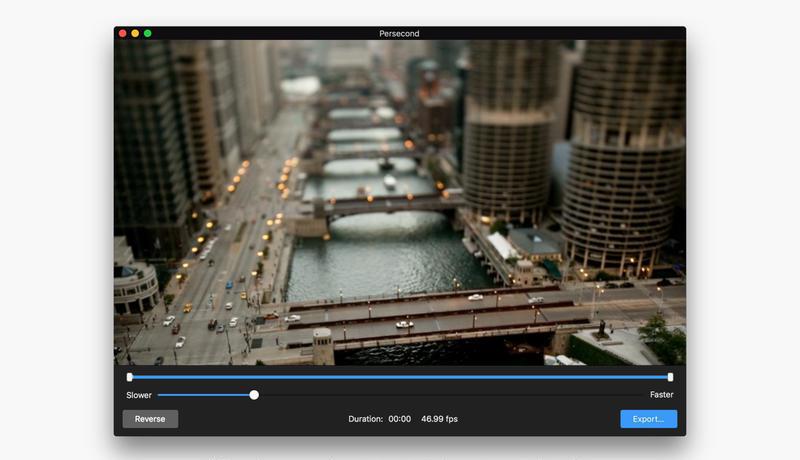 Persecond
Slower
Faster
Reverse
Duration: 00:00 46.99 fps
Export...